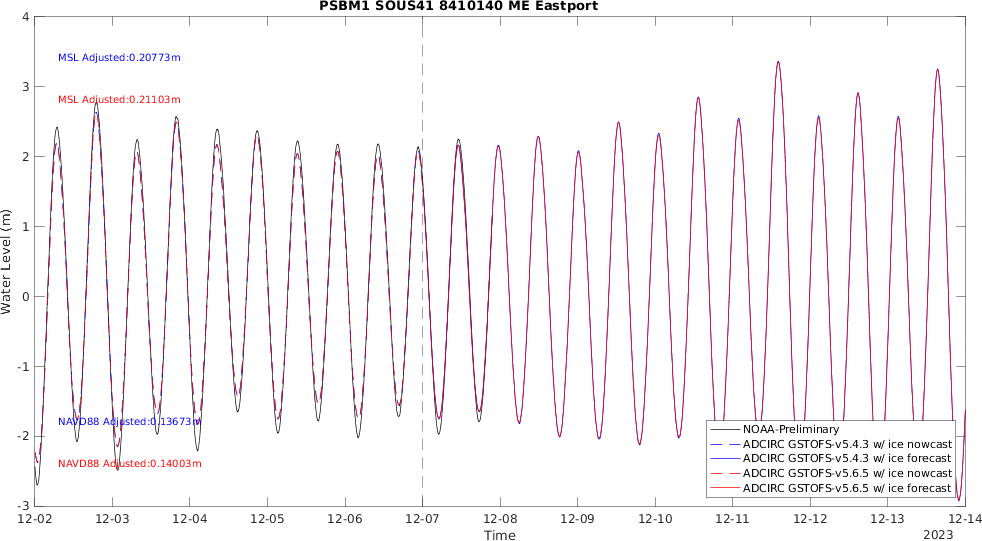 PSBM1 SOUS41 8410140 ME Eastport
4
MSL Adjusted:0.20773m
3
MSL Adjusted:0.21103m
2
1
Water Level (m)
0
-1
NAVD88 Adjusted:0.13673m
-2
NAVD88 Adjusted:0.14003m
-3
NOAA-Preliminary
ADCIRC GSTOFS-v5.4.3 w/ ice nowcast
ADCIRC GSTOFS-v5.4.3 w/ ice forecast
ADCIRC GSTOFS-v5.6.5 w/ ice nowcast
ADCIRC GSTOFS-v5.6.5 w/ ice forecast
12-02 12-03 12-04 12-05 12-06 12-07 12-08 12-09 12-10 12-11 12-12 12-13 12-14
Time
2023